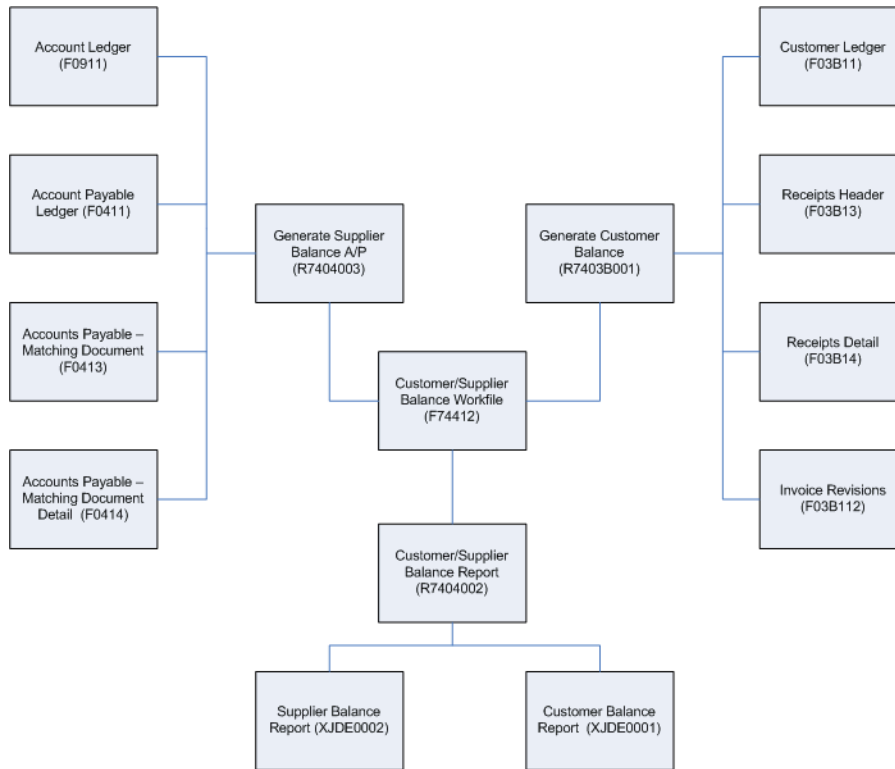 Account Ledger
(F0911)
Customer Ledger
(F03B11)
Account Payable
Ledger (F0411)
Receipts Header
(F03B13)
Generate Supplier
Balance A/P
(R7404003)
Generate Customer
Balance
(R7403B001)
Accounts Payable –
Matching Document
(F0413)
Customer/Supplier
Balance Workfile
(F74412)
Receipts Detail
(F03B14)
Accounts Payable –
Matching Document
Detail (F0414)
Invoice Revisions
(F03B112)
Customer/Supplier
Balance Report
(R7404002)
Supplier Balance
Report (XJDE0002)
Customer Balance
Report (XJDE0001)